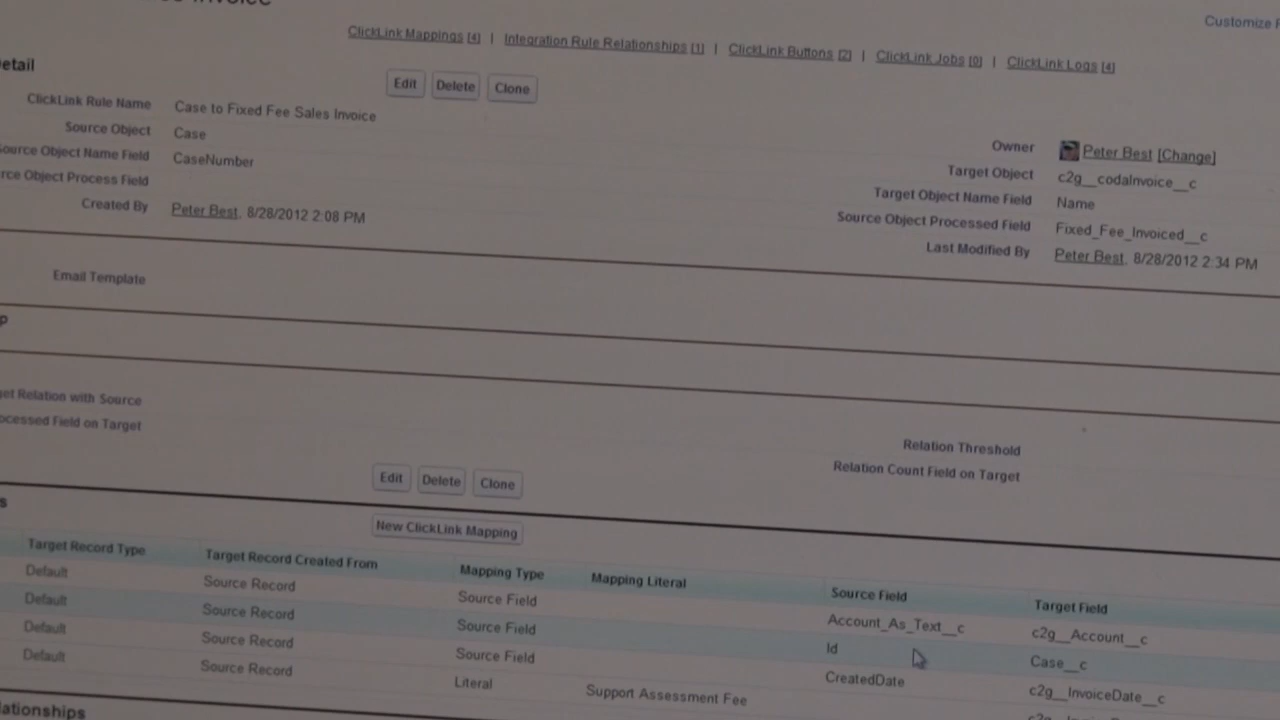 Invoice
Customize
ClickLink Mappings [4] | Integration Rule Relationships [1] | ClickLink Buttons [2] | ClickLink Jobs [0] | ClickLink Logs [4]
etail
Edit Delete Clone
ClickLink Rule Name Case to Fixed Fee Sales Invoice
Source Object Case
ource Object Name Field CaseNumber
rce Object Process Field
Created By Peter Best, 8/28/2012 2:08 PM
Owner Peter Best [Change]
Target Object c2g__codaInvoice__c
Target Object Name Field Name
Source Object Processed Field Fixed_Fee_Invoiced__c
Last Modified By Peter Best, 8/28/2012 2:34 PM
Email Template
p
get Relation with Source
ocessed Field on Target
Relation Threshold
Relation Count Field on Target
Edit Delete Clone
s
New ClickLink Mapping
Target Record Type Target Record Created From Mapping Type Mapping Literal Source Field Target Field
Default Source Record Source Field Account_As_Text__c c2g__Account__c
Default Source Record Source Field Id Case__c
Default Source Record Source Field CreatedDate c2g__InvoiceDate__c
Default Source Record Literal Support Assessment Fee
lationships